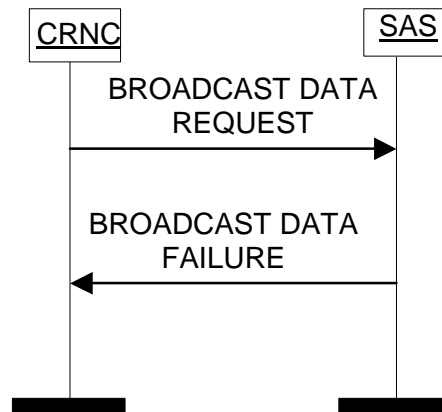 CRNC
SAS
BROADCAST DATA
REQUEST
BROADCAST DATA
FAILURE